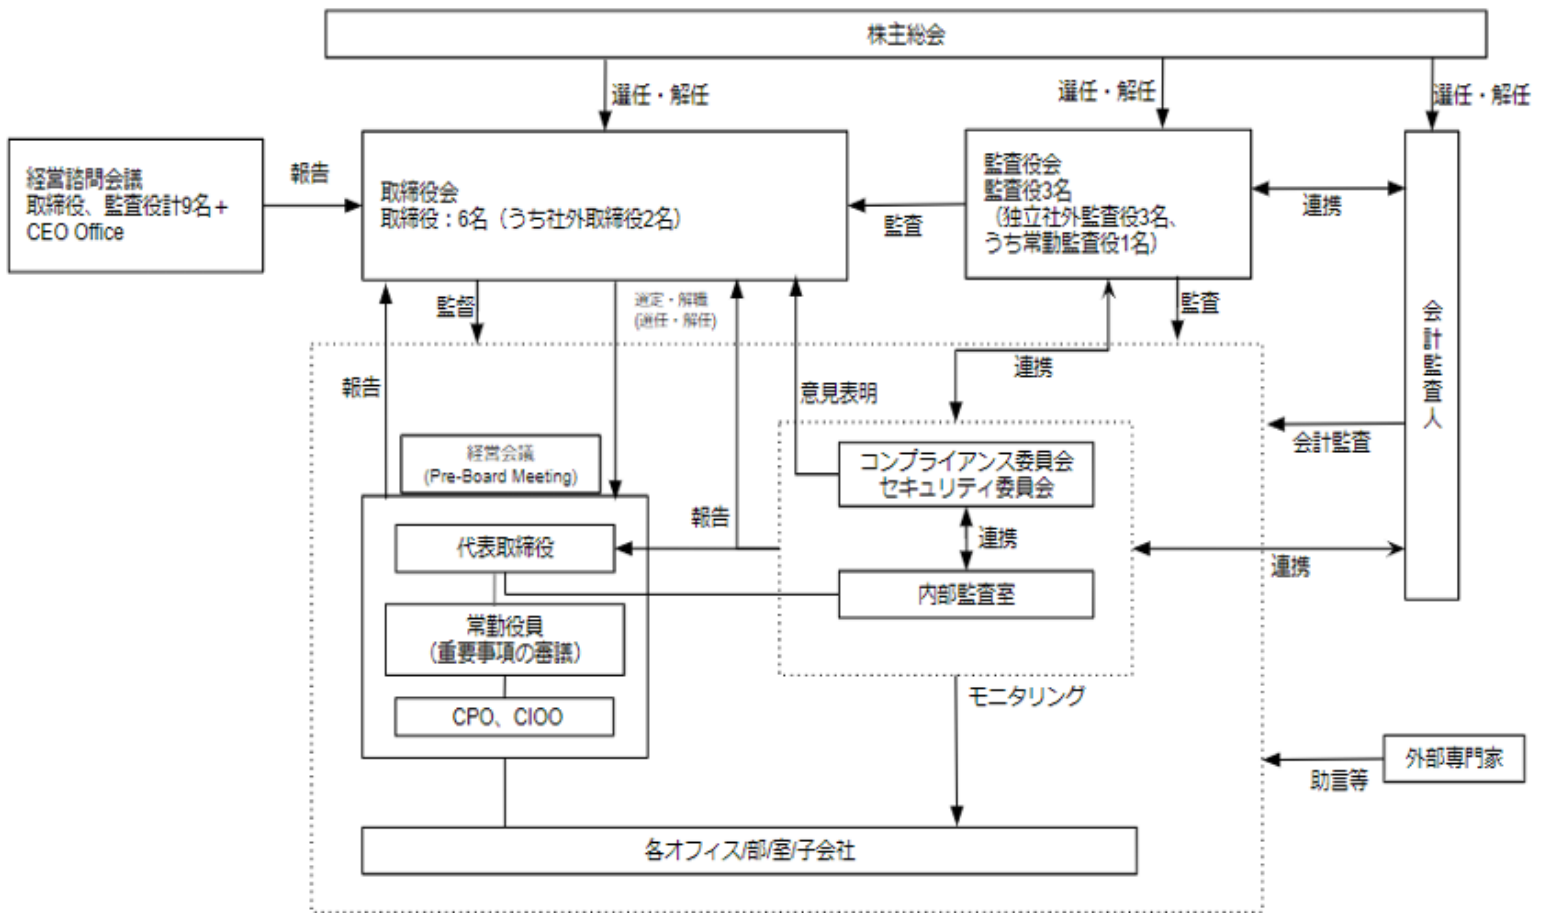 株主総会
選任・解任
選任・解任
選任・解任
経営諮問会議
取締役、監査役計9名＋
CEO Office
報告
取締役会
取締役：6名（うち社外取締役2名）
監査
監査役会
監査役3名
（独立社外監査役3名、
うち常勤監査役1名）
連携
会計監査人
監督
選定・解職
(選任・解任)
監査
報告
意見表明
連携
会計監査
経営会議
(Pre-Board Meeting)
コンプライアンス委員会
セキュリティ委員会
報告
連携
連携
代表取締役
内部監査室
常勤役員
（重要事項の審議）
CPO、CIOO
モニタリング
外部専門家
助言等
各オフィス/部/室/子会社